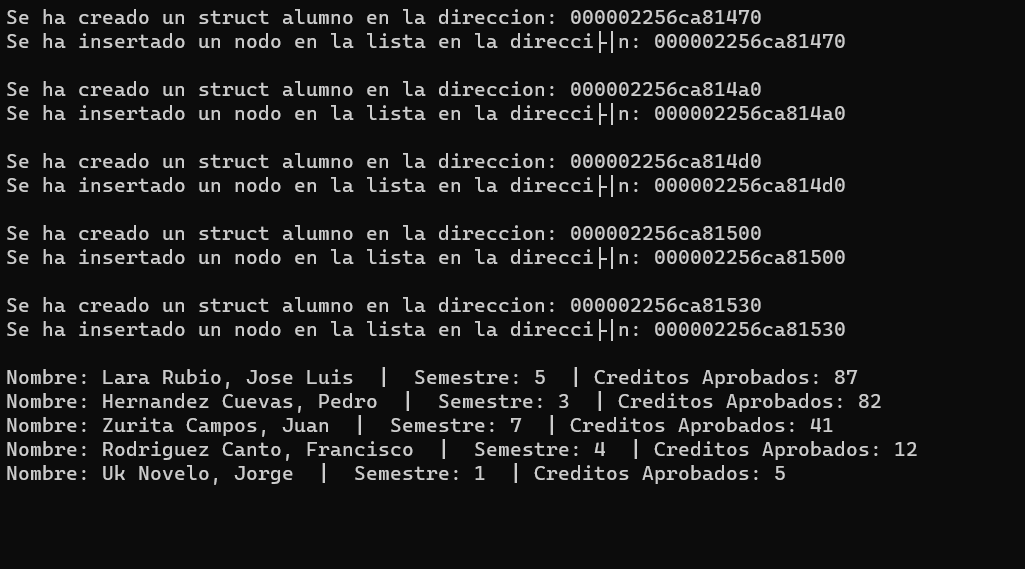 Se ha creado un struct alumno en la direccion: 000002256ca81470
Se ha insertado un nodo en la lista en la direcci├│n: 000002256ca81470
Se ha creado un struct alumno en la direccion: 000002256ca814a0
Se ha insertado un nodo en la lista en la direcci├│n: 000002256ca814a0
Se ha creado un struct alumno en la direccion: 000002256ca814d0
Se ha insertado un nodo en la lista en la direcci├│n: 000002256ca814d0
Se ha creado un struct alumno en la direccion: 000002256ca81500
Se ha insertado un nodo en la lista en la direcci├│n: 000002256ca81500
Se ha creado un struct alumno en la direccion: 000002256ca81530
Se ha insertado un nodo en la lista en la direcci├│n: 000002256ca81530
Nombre: Lara Rubio, Jose Luis  |  Semestre: 5  | Creditos Aprobados: 87
Nombre: Hernandez Cuevas, Pedro  |  Semestre: 3  | Creditos Aprobados: 82
Nombre: Zurita Campos, Juan  |  Semestre: 7  | Creditos Aprobados: 41
Nombre: Rodriguez Canto, Francisco  |  Semestre: 4  | Creditos Aprobados: 12
Nombre: Uk Novelo, Jorge  |  Semestre: 1  | Creditos Aprobados: 5